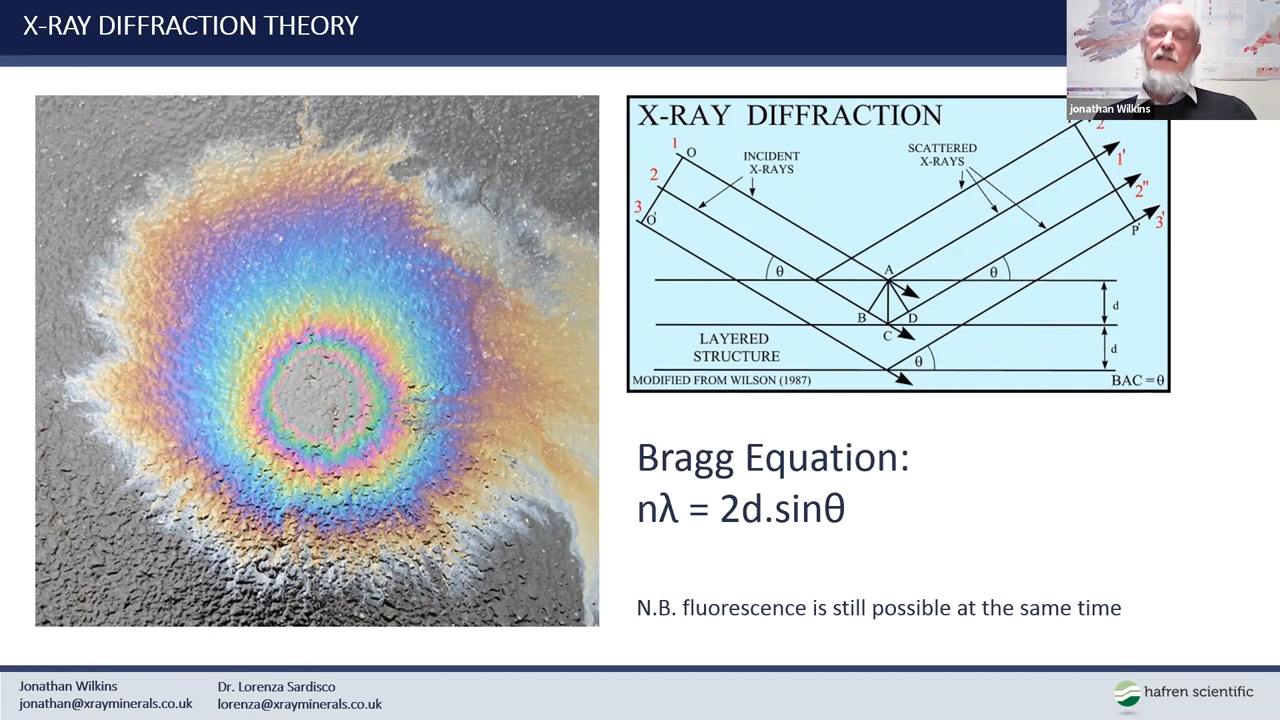 X-RAY DIFFRACTION THEORY
jonathan Wilkins
X-RAY DIFFRACTION
1
O
2
3
O'
INCIDENT
X-RAYS
SCATTERED
X-RAYS
2'
1'
2"
3'
P'
θ
A
θ
B
D
C
d
LAYERED
STRUCTURE
θ
d
MODIFIED FROM WILSON (1987)
BAC = θ
Bragg Equation:
nλ = 2d.sinθ
N.B. fluorescence is still possible at the same time
Jonathan Wilkins
jonathan@xrayminerals.co.uk
Dr. Lorenza Sardisco
lorenza@xrayminerals.co.uk
hafren scientific